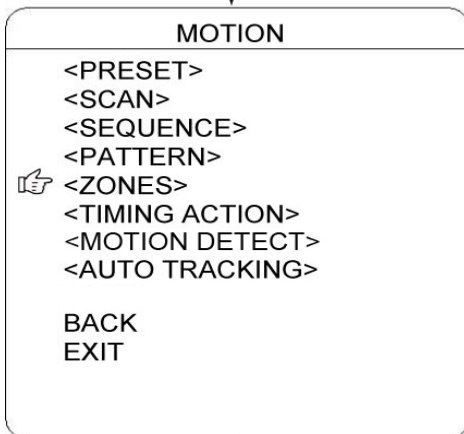 MOTION
<PRESET>
<SCAN>
<SEQUENCE>
<PATTERN>
<ZONES>
<TIMING ACTION>
<MOTION DETECT>
<AUTO TRACKING>
BACK
EXIT